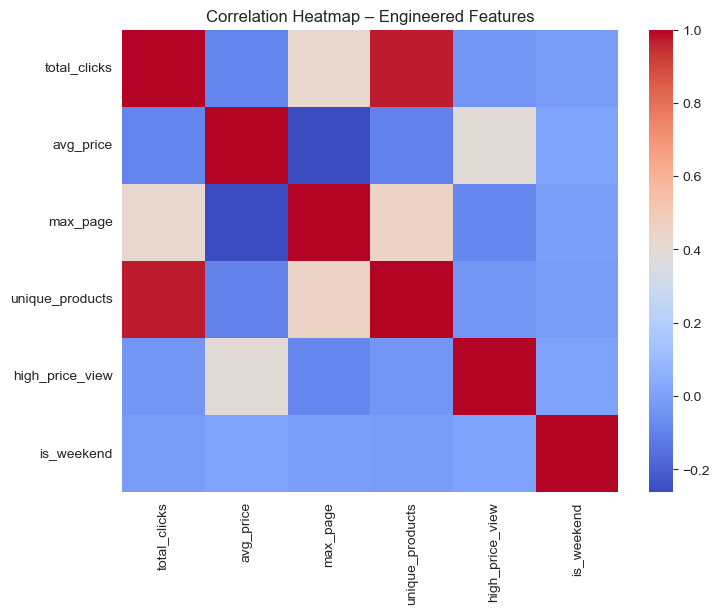 Correlation Heatmap – Engineered Features
total_clicks
avg_price
max_page
unique_products
high_price_view
is_weekend
total_clicks
avg_price
max_page
unique_products
high_price_view
is_weekend
1.0
0.8
0.6
0.4
0.2
0.0
−0.2